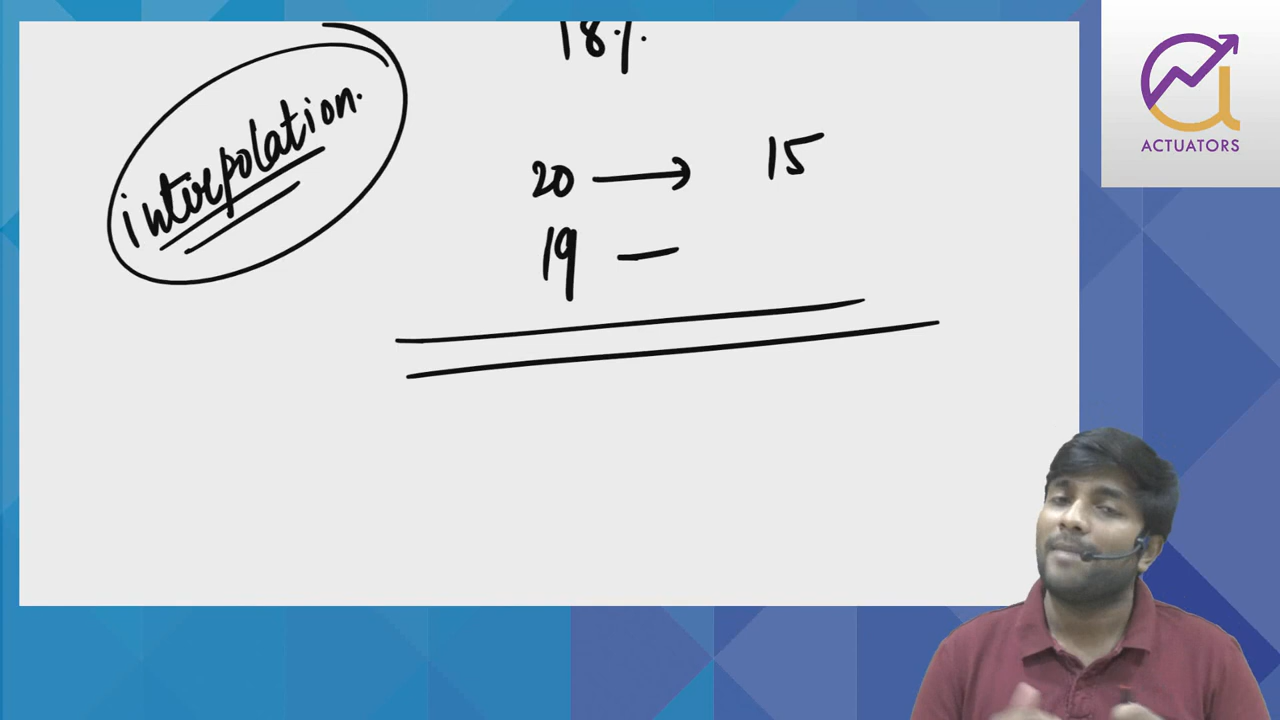 18%
interpolation.
20 → 15
19 —
ACTUATORS